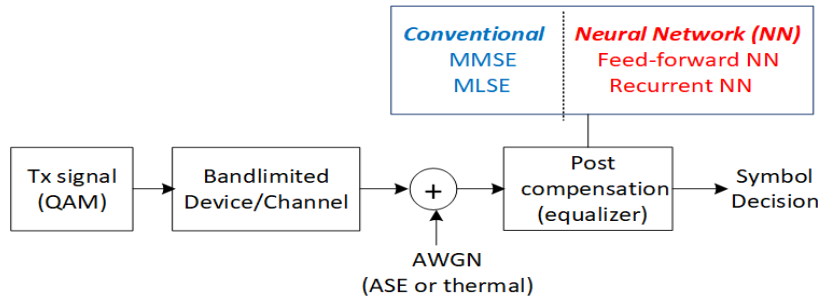 Conventional
MMSE
MLSE
Neural Network (NN)
Feed-forward NN
Recurrent NN
Tx signal
(QAM)
Bandlimited
Device/Channel
+
Post
compensation
(equalizer)
Symbol
Decision
AWGN
(ASE or thermal)